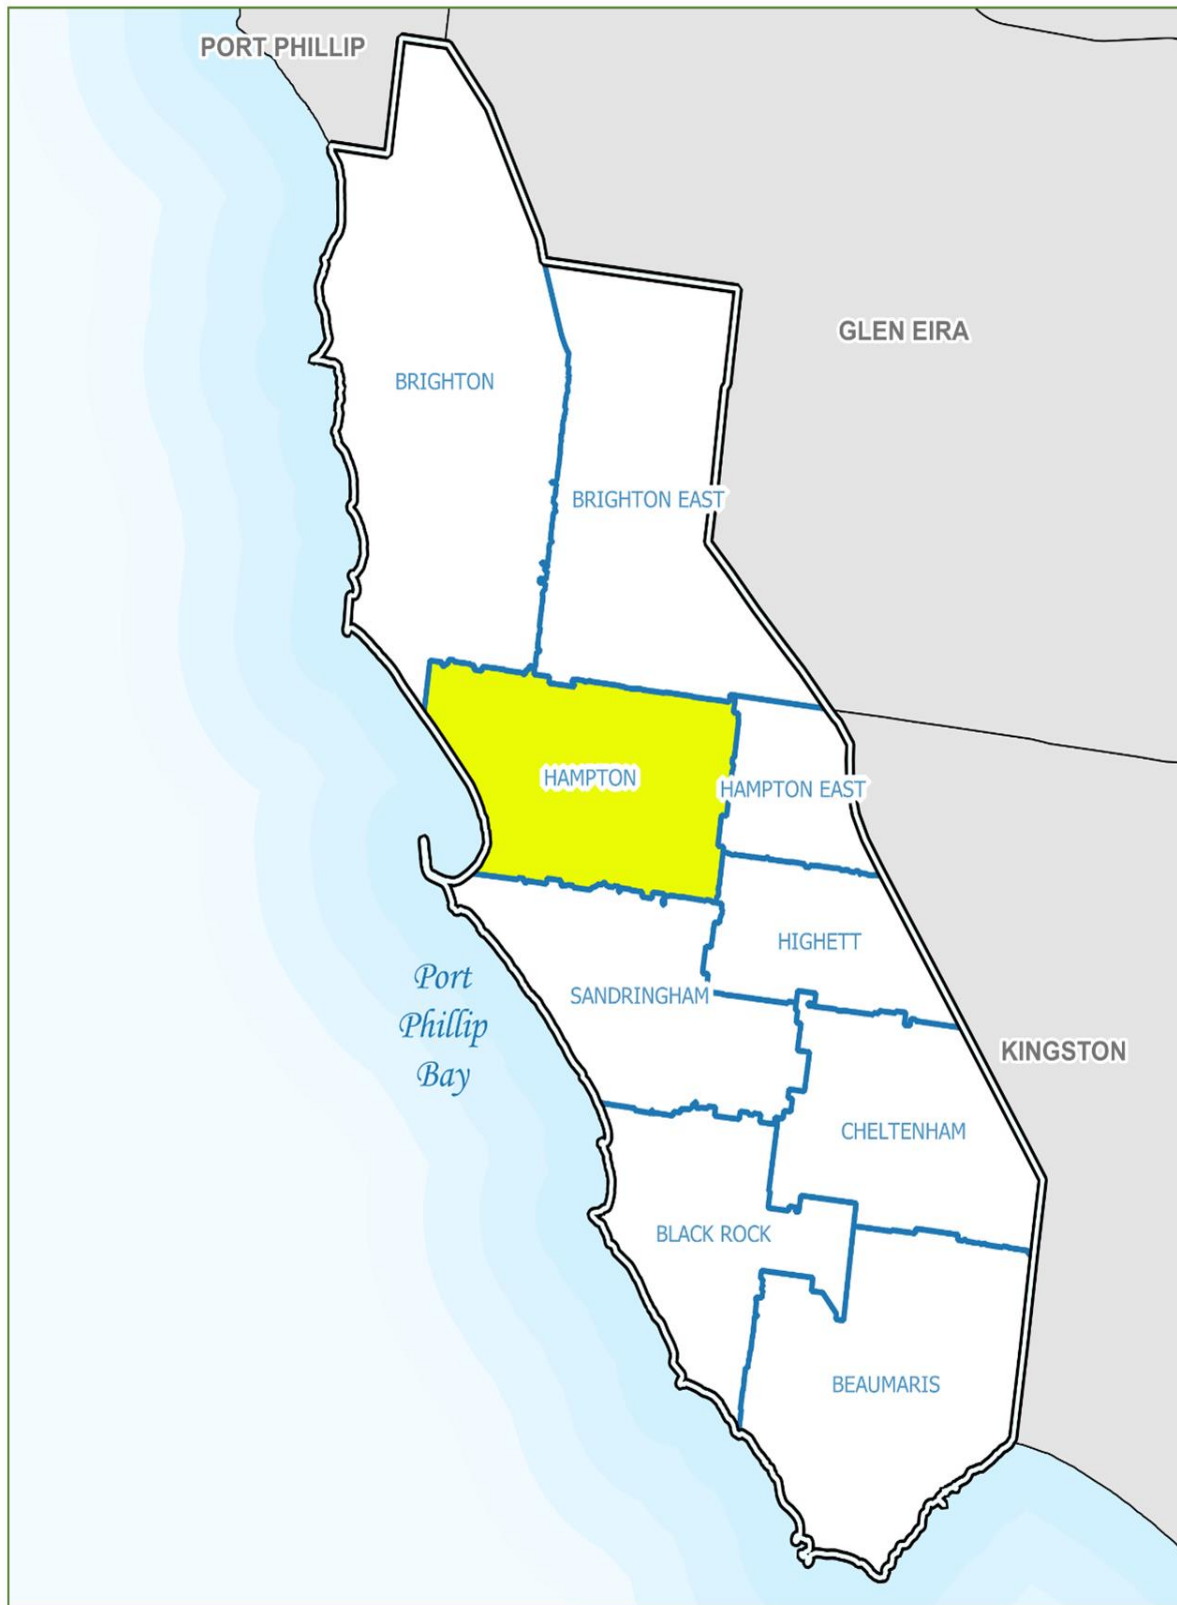 PORT PHILLIP
GLEN EIRA
BRIGHTON
BRIGHTON EAST
HAMPTON
HAMPTON EAST
HIGHETT
Port
Phillip
Bay
SANDRINGHAM
KINGSTON
CHELTENHAM
BLACK ROCK
BEAUMARIS